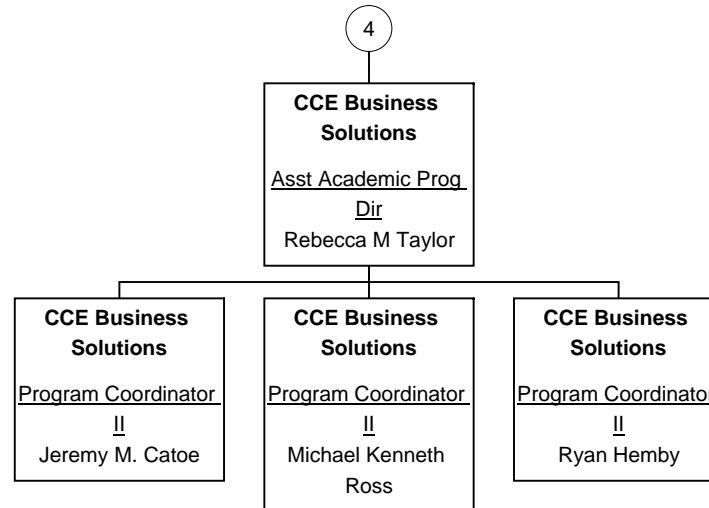 4
CCE Business
Solutions
Asst Academic Prog
Dir
Rebecca M Taylor
CCE Business
Solutions
Program Coordinator
II
Jeremy M. Catoe
CCE Business
Solutions
Program Coordinator
II
Michael Kenneth
Ross
CCE Business
Solutions
Program Coordinator
II
Ryan Hemby